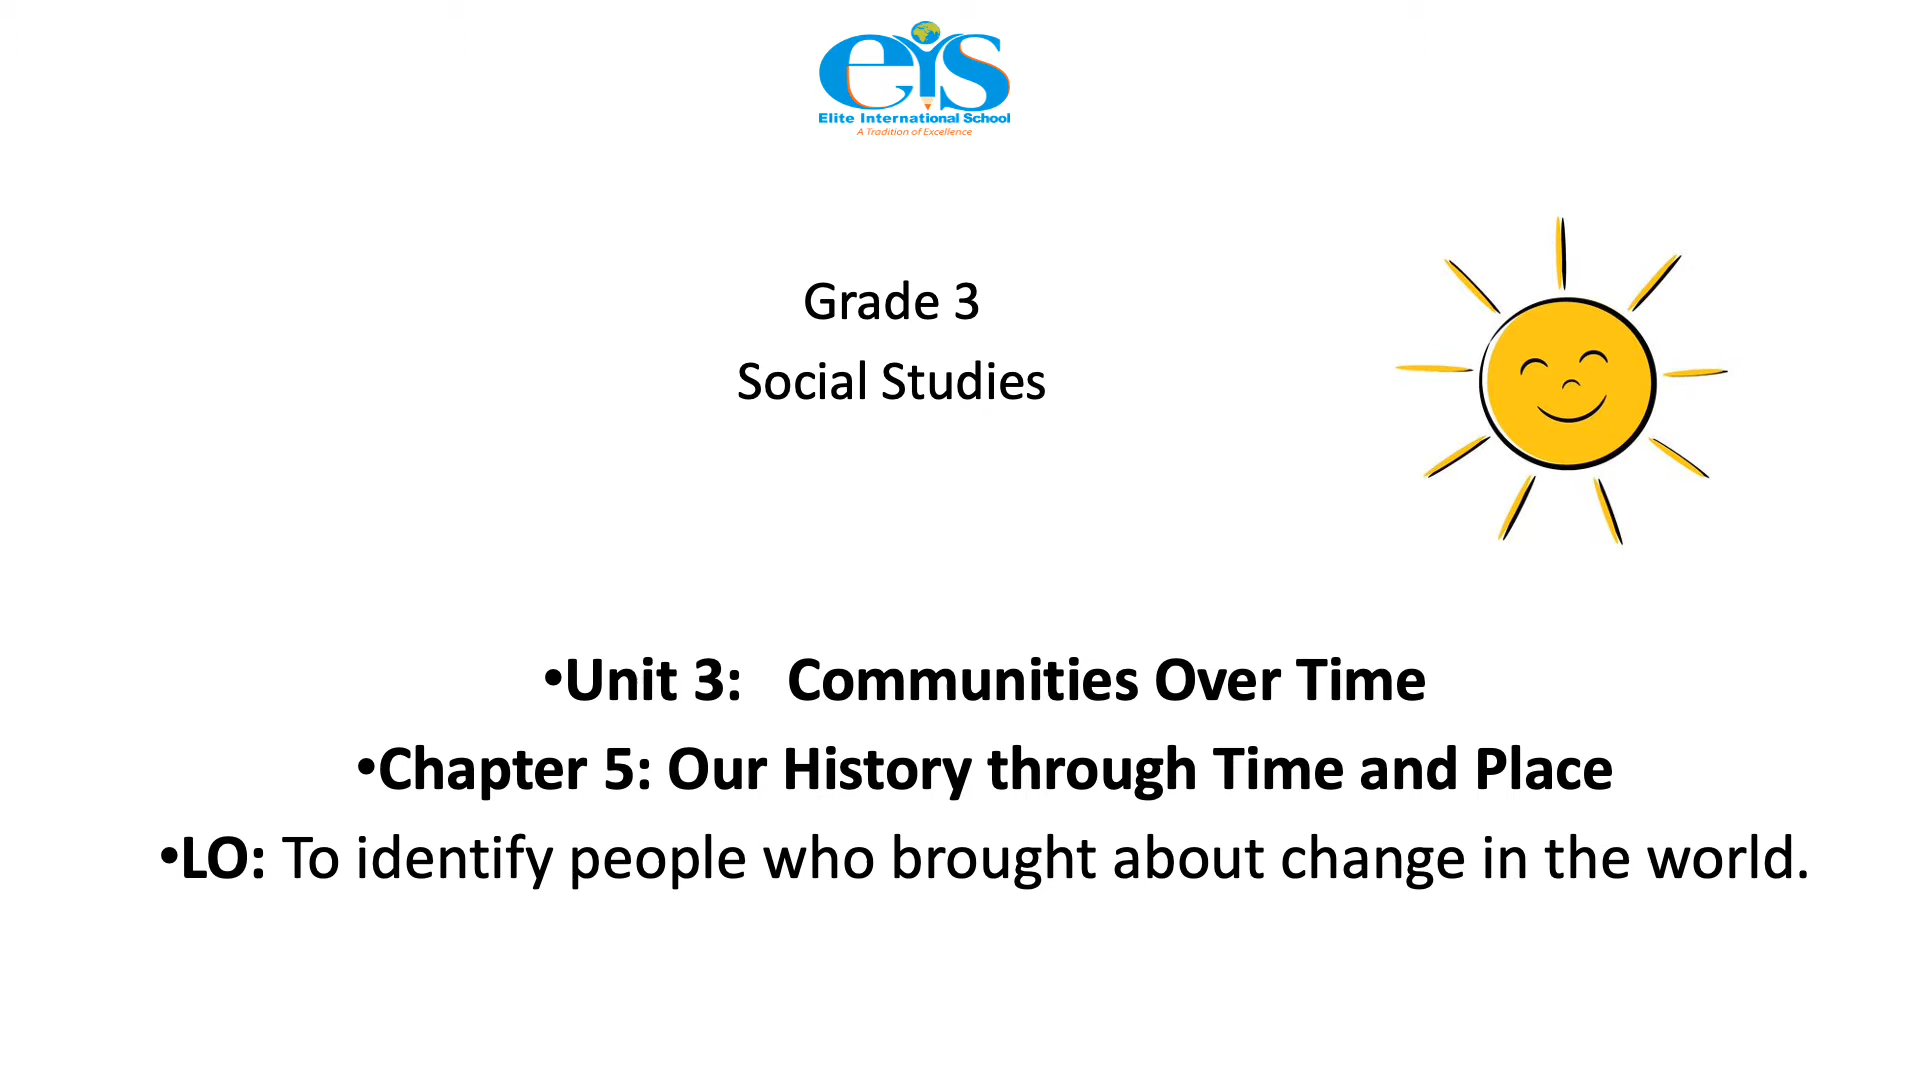 eis
Elite International School
A Tradition of Excellence
Grade 3
Social Studies
•Unit 3: Communities Over Time
•Chapter 5: Our History through Time and Place
•LO: To identify people who brought about change in the world.